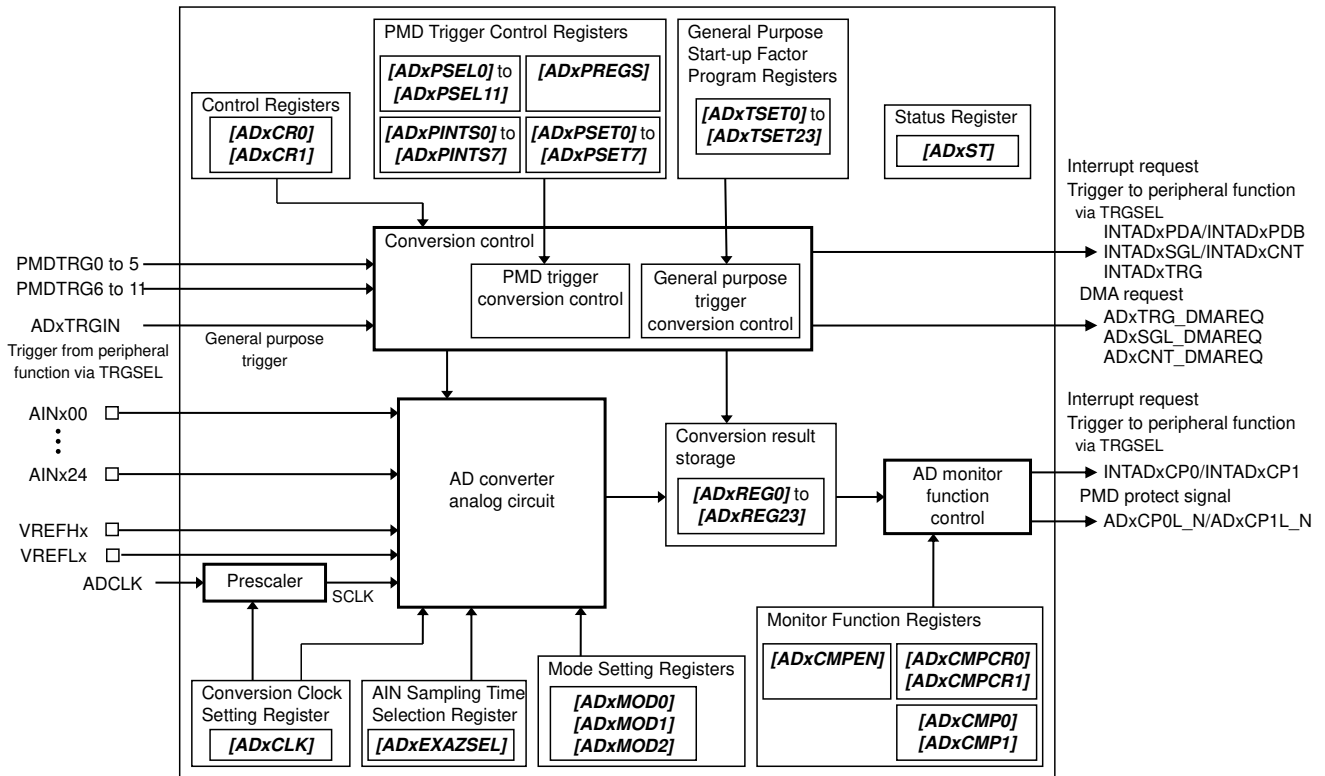 PMD Trigger Control Registers
[ADxPSEL0] to
[ADxPSEL11]
[ADxPREGS]
[ADxPINTS0] to
[ADxPINTS7]
[ADxPSET0] to
[ADxPSET7]
General Purpose
Start-up Factor
Program Registers
[ADxTSET0] to
[ADxTSET23]
Control Registers
[ADxCR0]
[ADxCR1]
Status Register
[ADxST]
Conversion control
PMD trigger
conversion control
General purpose
trigger
conversion control
PMDTRG0 to 5
PMDTRG6 to 11
ADxTRGIN
Trigger from peripheral
function via TRGSEL
General purpose
trigger
Interrupt request
Trigger to peripheral function
via TRGSEL
INTADxPDA/INTADxPDB
INTADxSGL/INTADxCNT
INTADxTRG
DMA request
ADxTRG_DMAREQ
ADxSGL_DMAREQ
ADxCNT_DMAREQ
AINx00
AINx24
VREFHx
VREFLx
ADCLK
Prescaler
SCLK
AD converter
analog circuit
Conversion result
storage
[ADxREG0] to
[ADxREG23]
AD monitor
function
control
Interrupt request
Trigger to peripheral function
via TRGSEL
INTADxCP0/INTADxCP1
PMD protect signal
ADxCP0L_N/ADxCP1L_N
Conversion Clock
Setting Register
[ADxCLK]
AIN Sampling Time
Selection Register
[ADxEXAZSEL]
Mode Setting Registers
[ADxMOD0]
[ADxMOD1]
[ADxMOD2]
Monitor Function Registers
[ADxCMPEN]
[ADxCMPCR0]
[ADxCMPCR1]
[ADxCMP0]
[ADxCMP1]